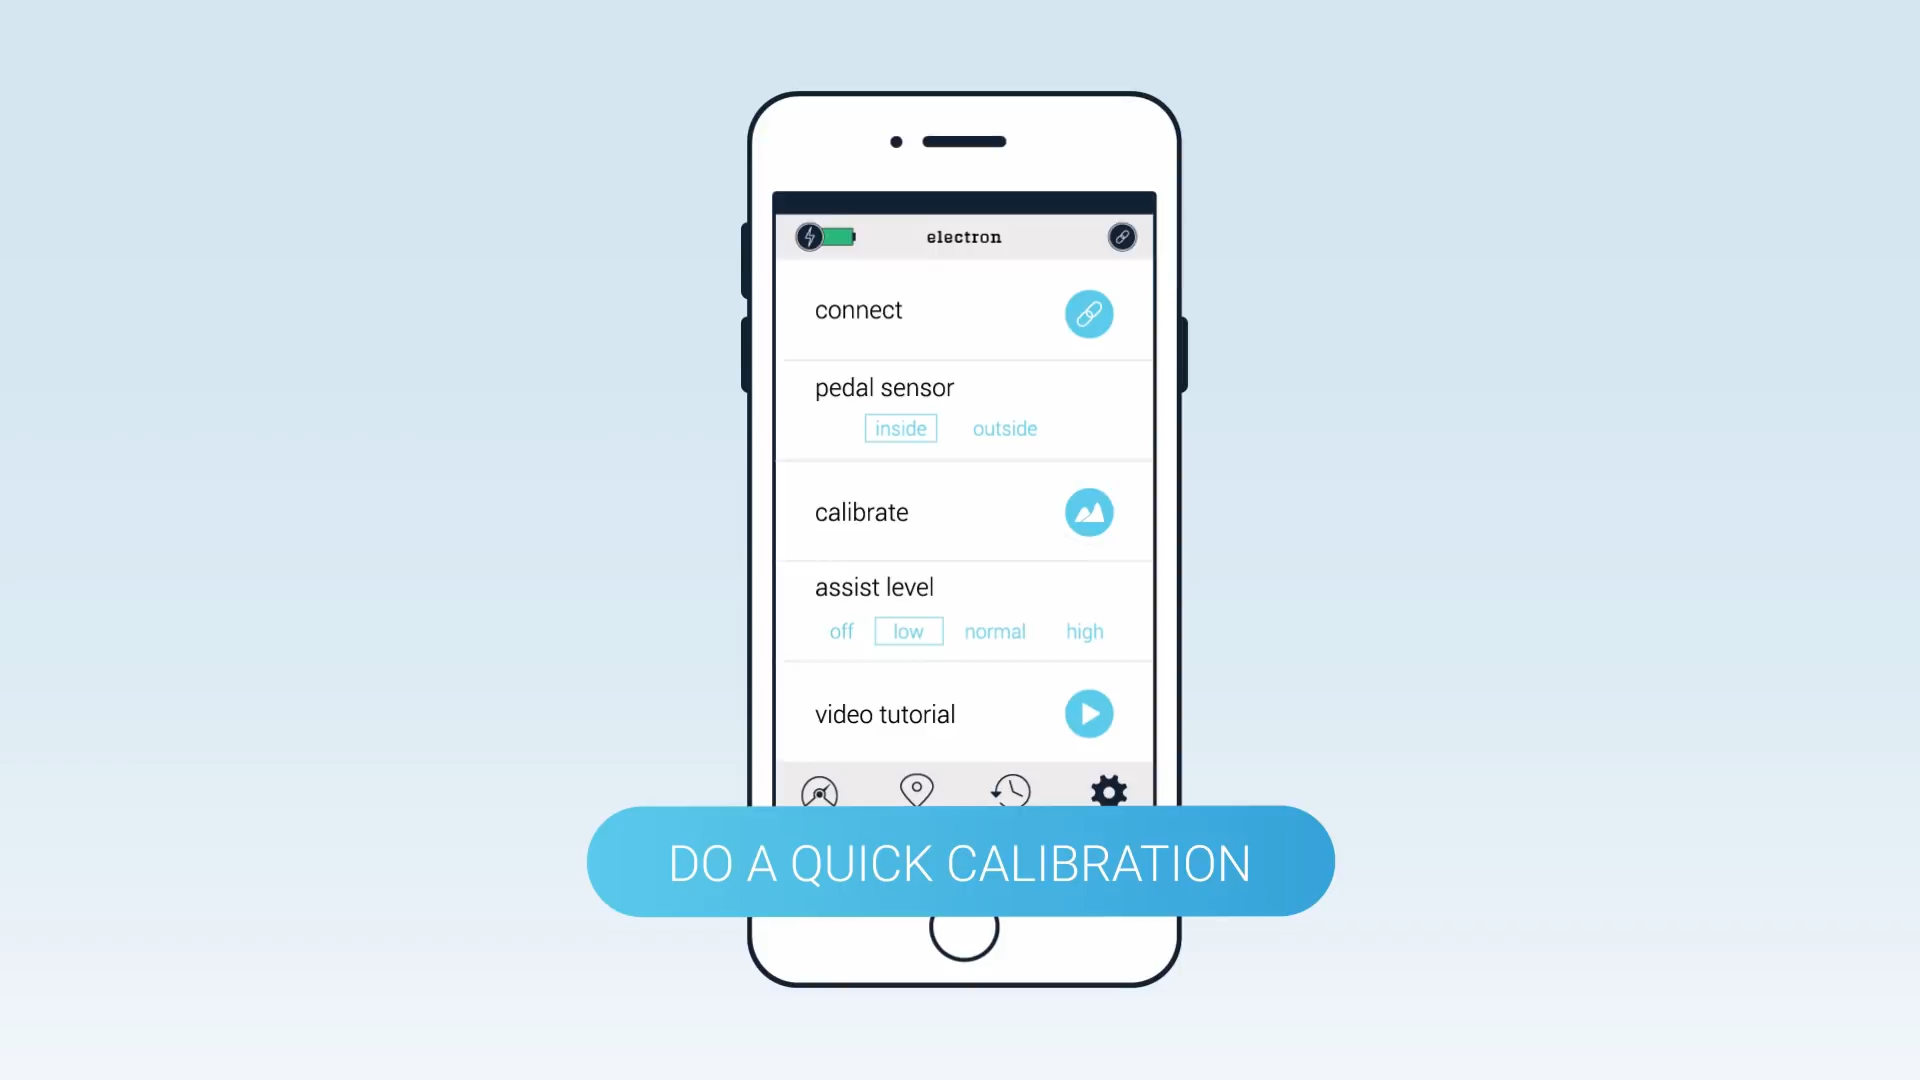 electron
connect
pedal sensor
inside outside
calibrate
assist level
off low normal high
video tutorial
DO A QUICK CALIBRATION